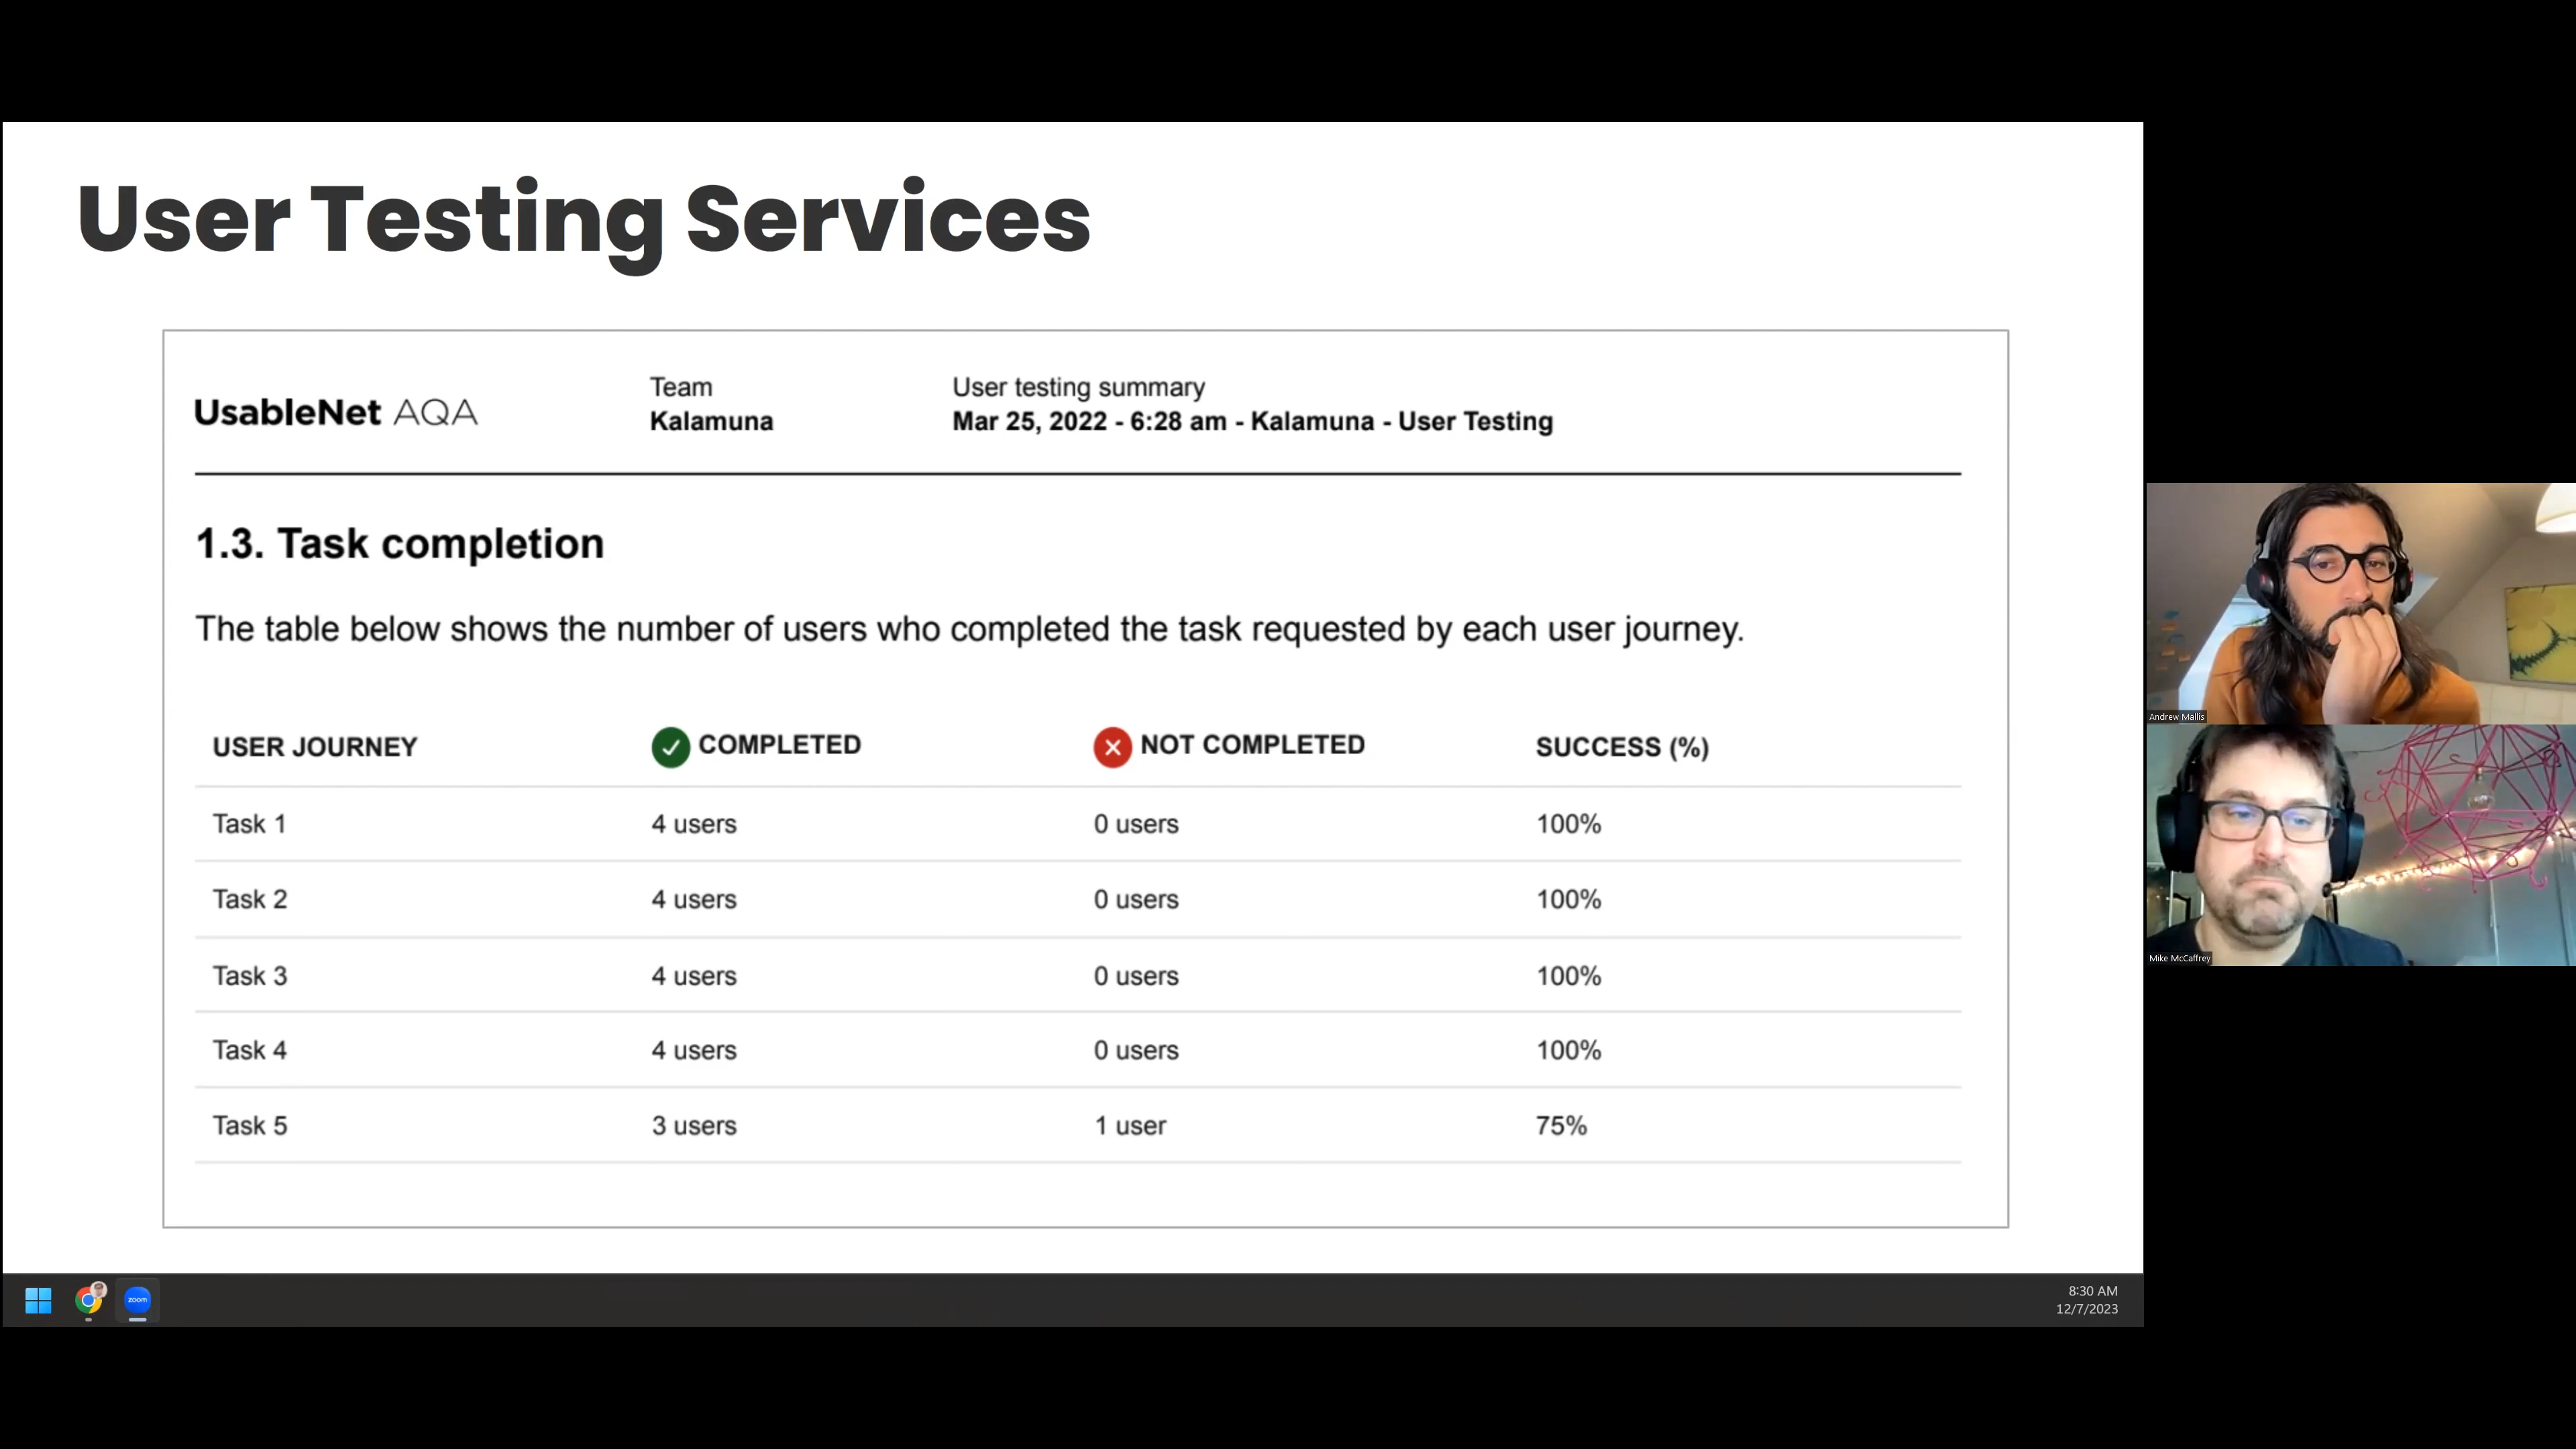 User Testing Services
UsableNet AQA
Team
Kalamuna
User testing summary
Mar 25, 2022 - 6:28 am - Kalamuna - User Testing
1.3. Task completion
The table below shows the number of users who completed the task requested by each user journey.
USER JOURNEY COMPLETED NOT COMPLETED SUCCESS (%)
Task 1 4 users 0 users 100%
Task 2 4 users 0 users 100%
Task 3 4 users 0 users 100%
Task 4 4 users 0 users 100%
Task 5 3 users 1 user 75%
Andrew Mallis
Mike McCaffrey
zoom
8:30 AM
12/7/2023